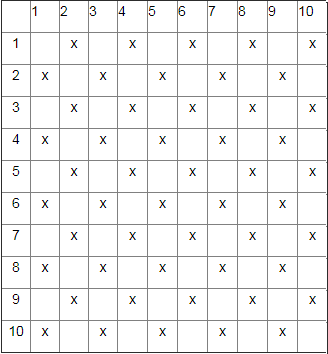 1 2 3 4 5 6 7 8 9 10
1 x x x x x
2 x x x x x
3 x x x x x
4 x x x x x
5 x x x x x
6 x x x x x
7 x x x x x
8 x x x x x
9 x x x x x
10 x x x x x